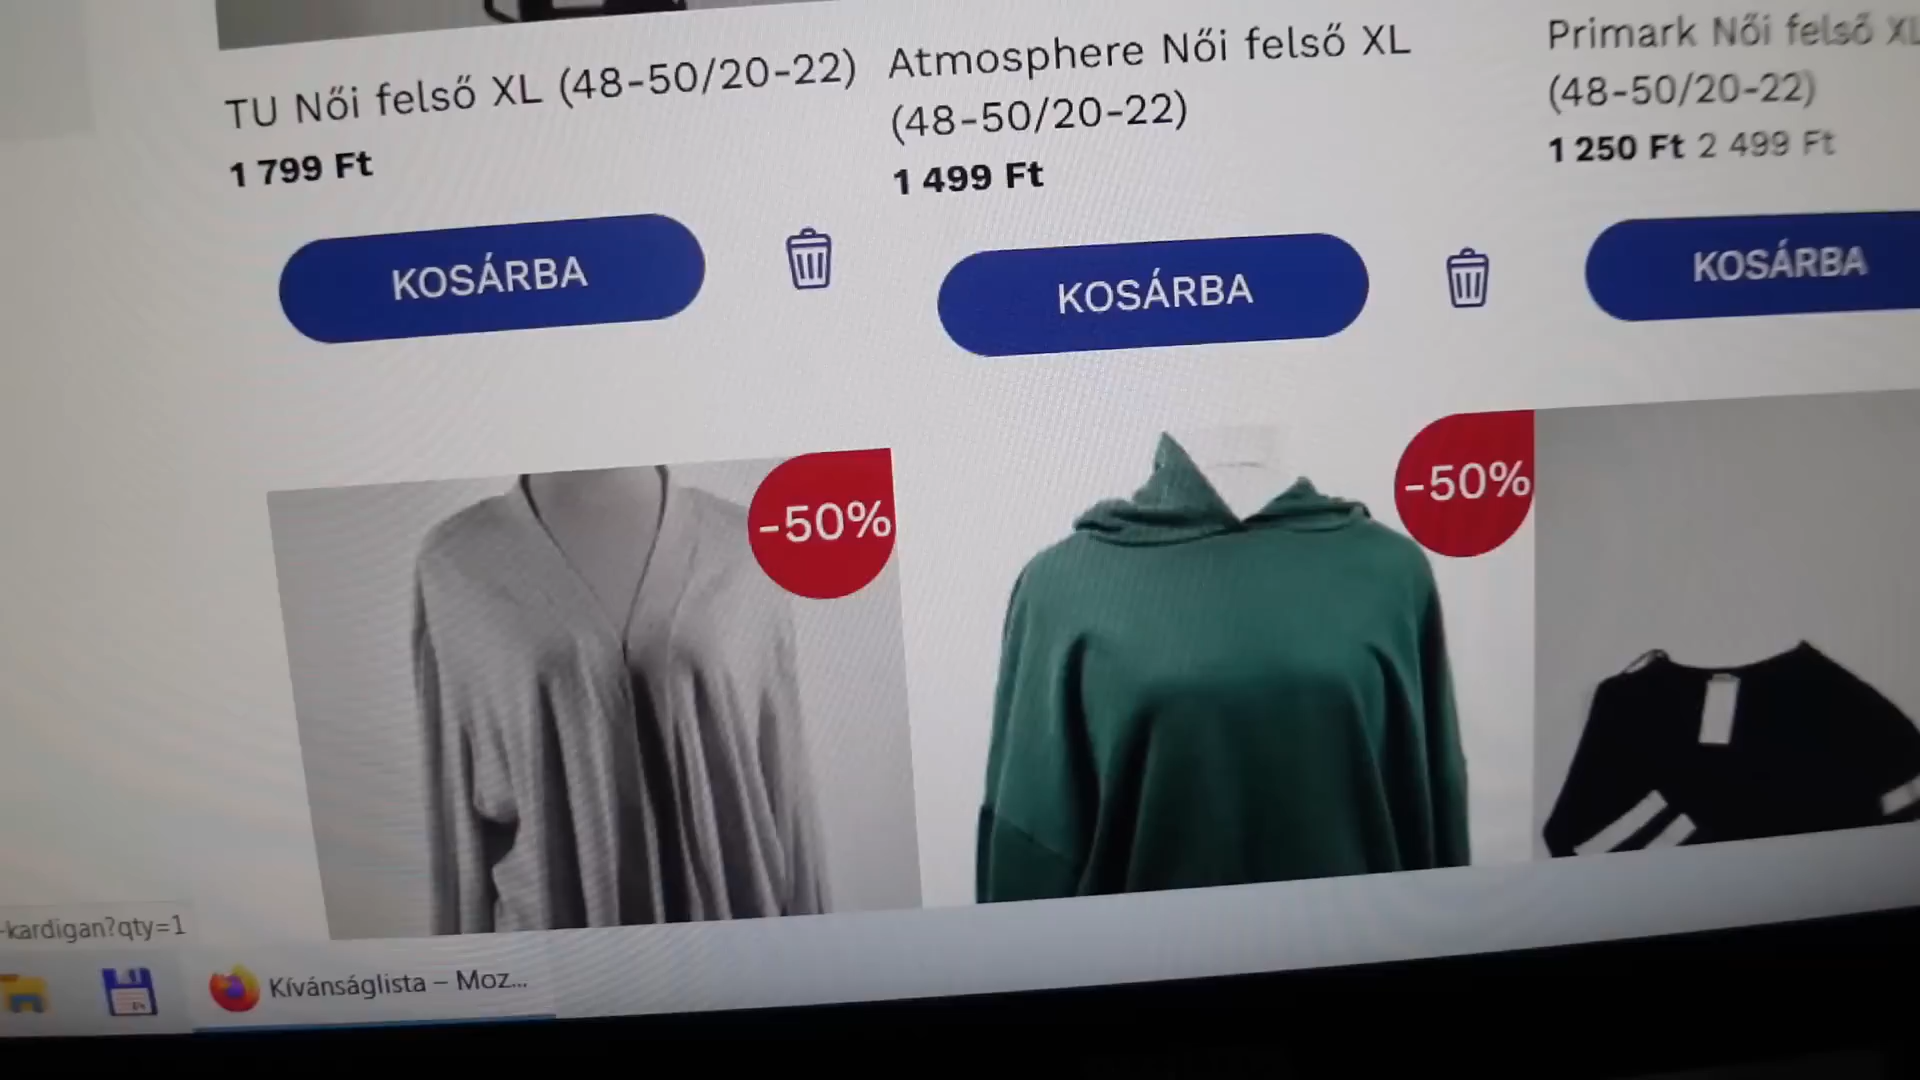 TU Női felső XL (48-50/20-22)
1 799 Ft
KOSÁRBA
Atmosphere Női felső XL
(48-50/20-22)
1 499 Ft
KOSÁRBA
Primark Női felső XL
(48-50/20-22)
1 250 Ft 2 499 Ft
KOSÁRBA
-50%
-50%
-kardigan?qty=1
Kívánságlista – Moz...